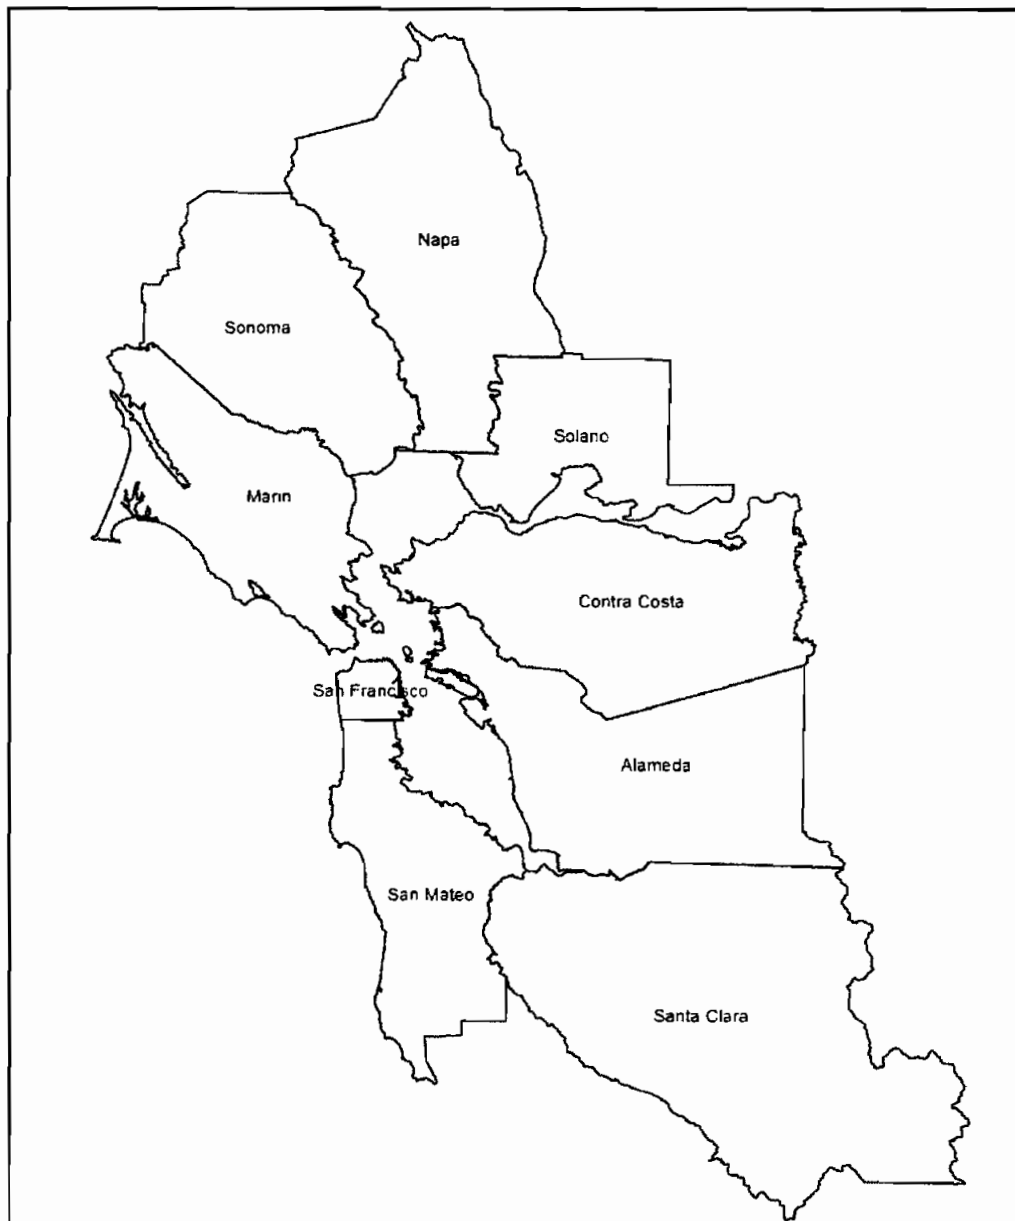 Napa
Sonoma
Solano
Marin
Contra Costa
San Francisco
Alameda
San Mateo
Santa Clara